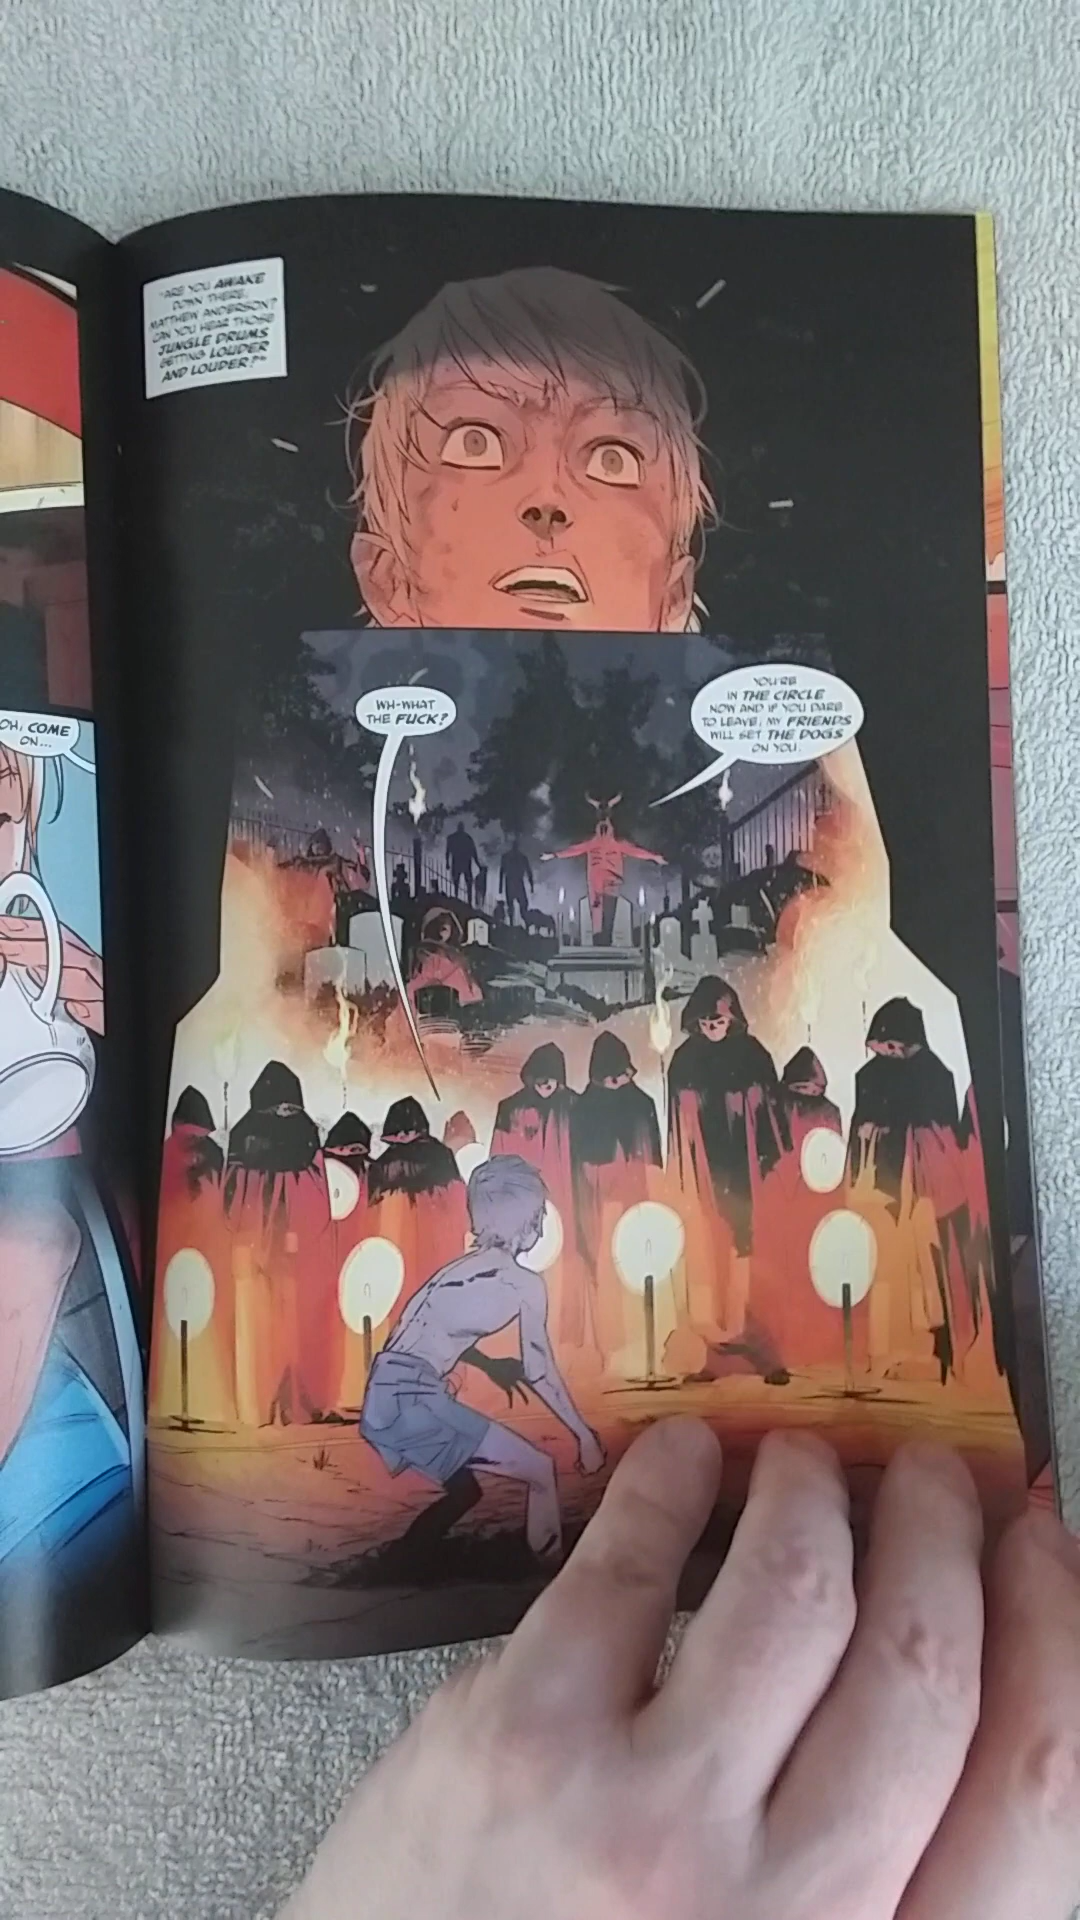 "ARE YOU AWAKE
DOWN THERE,
MATTHEW ANDERSON?
CAN YOU HEAR THOSE
JUNGLE DRUMS
GETTING LOUDER
AND LOUDER?"
OH, COME
ON...
WH-WHAT
THE FUCK?
YOU'RE
IN THE CIRCLE
NOW AND IF YOU DARE
TO LEAVE, MY FRIENDS
WILL SET THE DOGS
ON YOU.